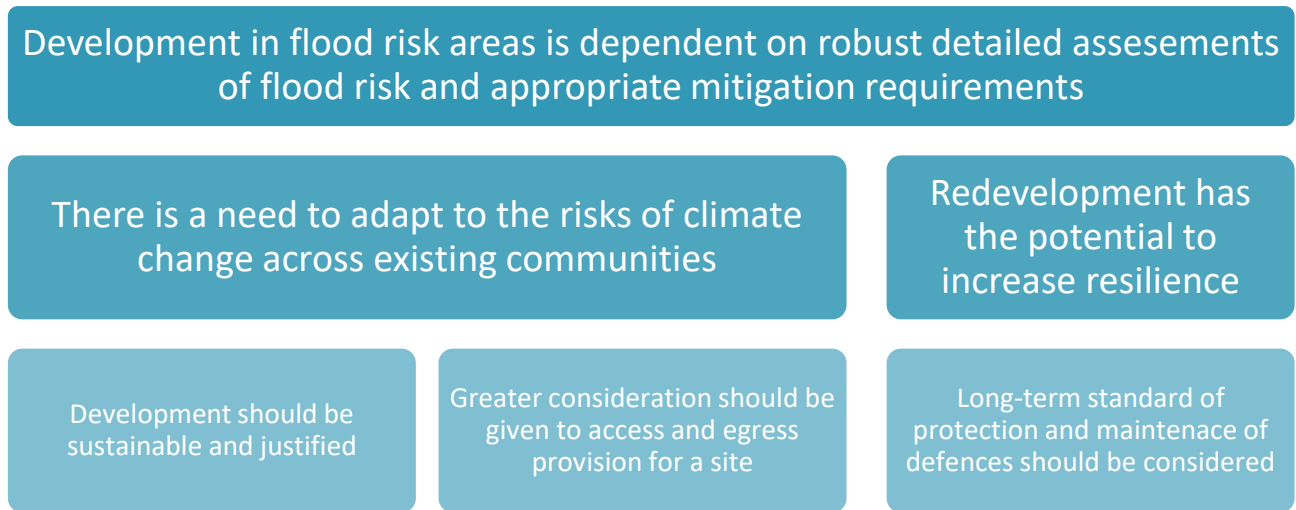 Development in flood risk areas is dependent on robust detailed assesements
of flood risk and appropriate mitigation requirements
There is a need to adapt to the risks of climate
change across existing communities
Redevelopment has
the potential to
increase resilience
Development should be
sustainable and justified
Greater consideration should be
given to access and egress
provision for a site
Long-term standard of
protection and maintenace of
defences should be considered